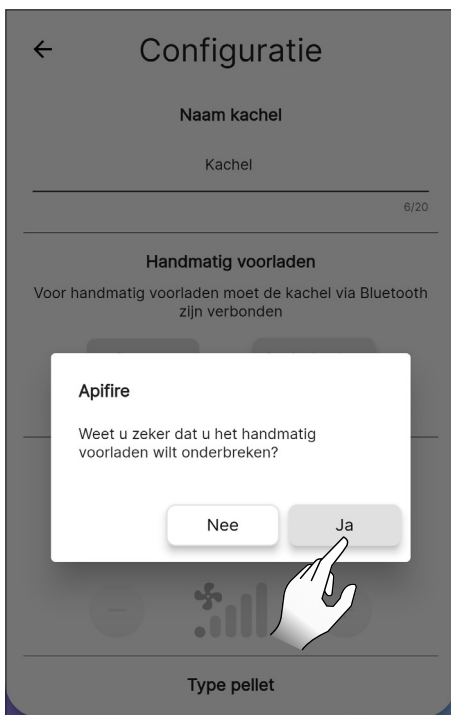 Configuratie
Naam kachel
Kachel
6/20
Handmatig voorladen
Voor handmatig voorladen moet de kachel via Bluetooth
zijn verbonden
Apifire
Weet u zeker dat u het handmatig
voorladen wilt onderbreken?
Nee
Ja
Type pellet